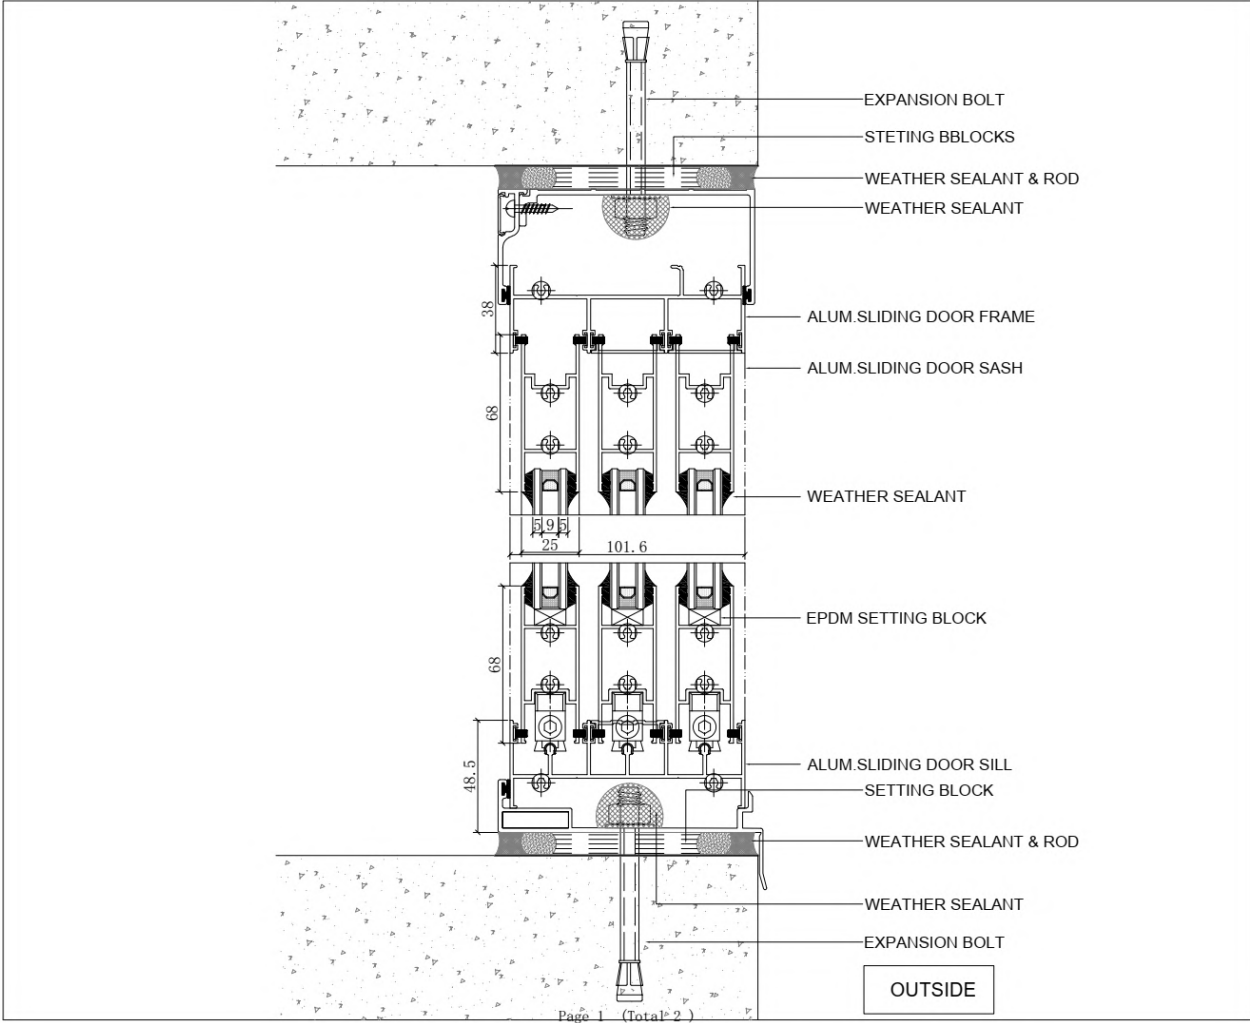 EXPANSION BOLT
STETING BBLOCKS
WEATHER SEALANT & ROD
WEATHER SEALANT
38
ALUM.SLIDING DOOR FRAME
ALUM.SLIDING DOOR SASH
68
WEATHER SEALANT
5 9 5
25
101.6
EPDM SETTING BLOCK
68
48.5
ALUM.SLIDING DOOR SILL
SETTING BLOCK
WEATHER SEALANT & ROD
WEATHER SEALANT
EXPANSION BOLT
OUTSIDE
Page 1 (Total 2 )